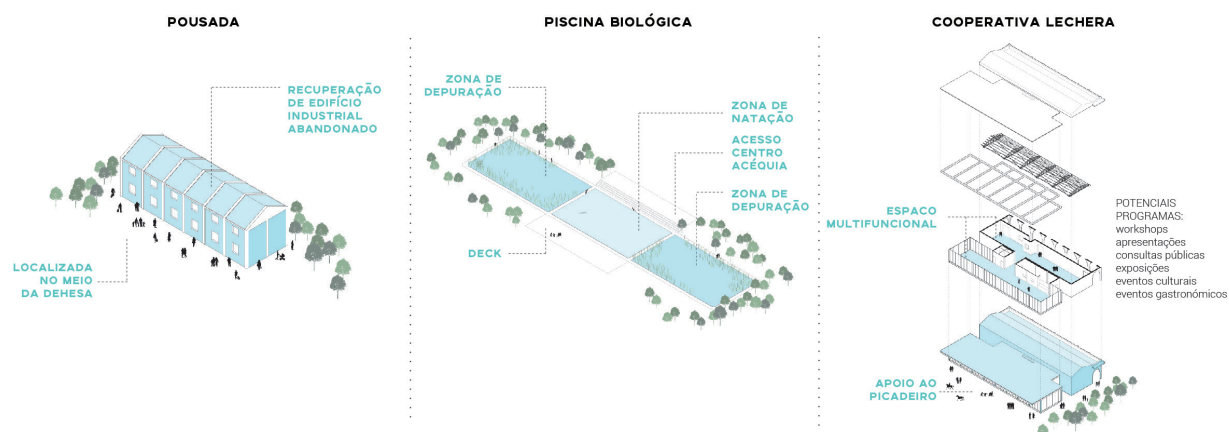 POUSADA
RECUPERAÇÃO
DE EDIFÍCIO
INDUSTRIAL
ABANDONADO
LOCALIZADA
NO MEIO
DA DEHESA
PISCINA BIOLÓGICA
ZONA DE
DEPURAÇÃO
ZONA DE
NATAÇÃO
ACESSO
CENTRO
ACÉQUIA
ZONA DE
DEPURAÇÃO
DECK
COOPERATIVA LECHERA
ESPACO
MULTIFUNCIONAL
POTENCIAIS
PROGRAMAS:
workshops
apresentações
consultas públicas
exposições
eventos culturais
eventos gastronómicos
APOIO AO
PICADEIRO